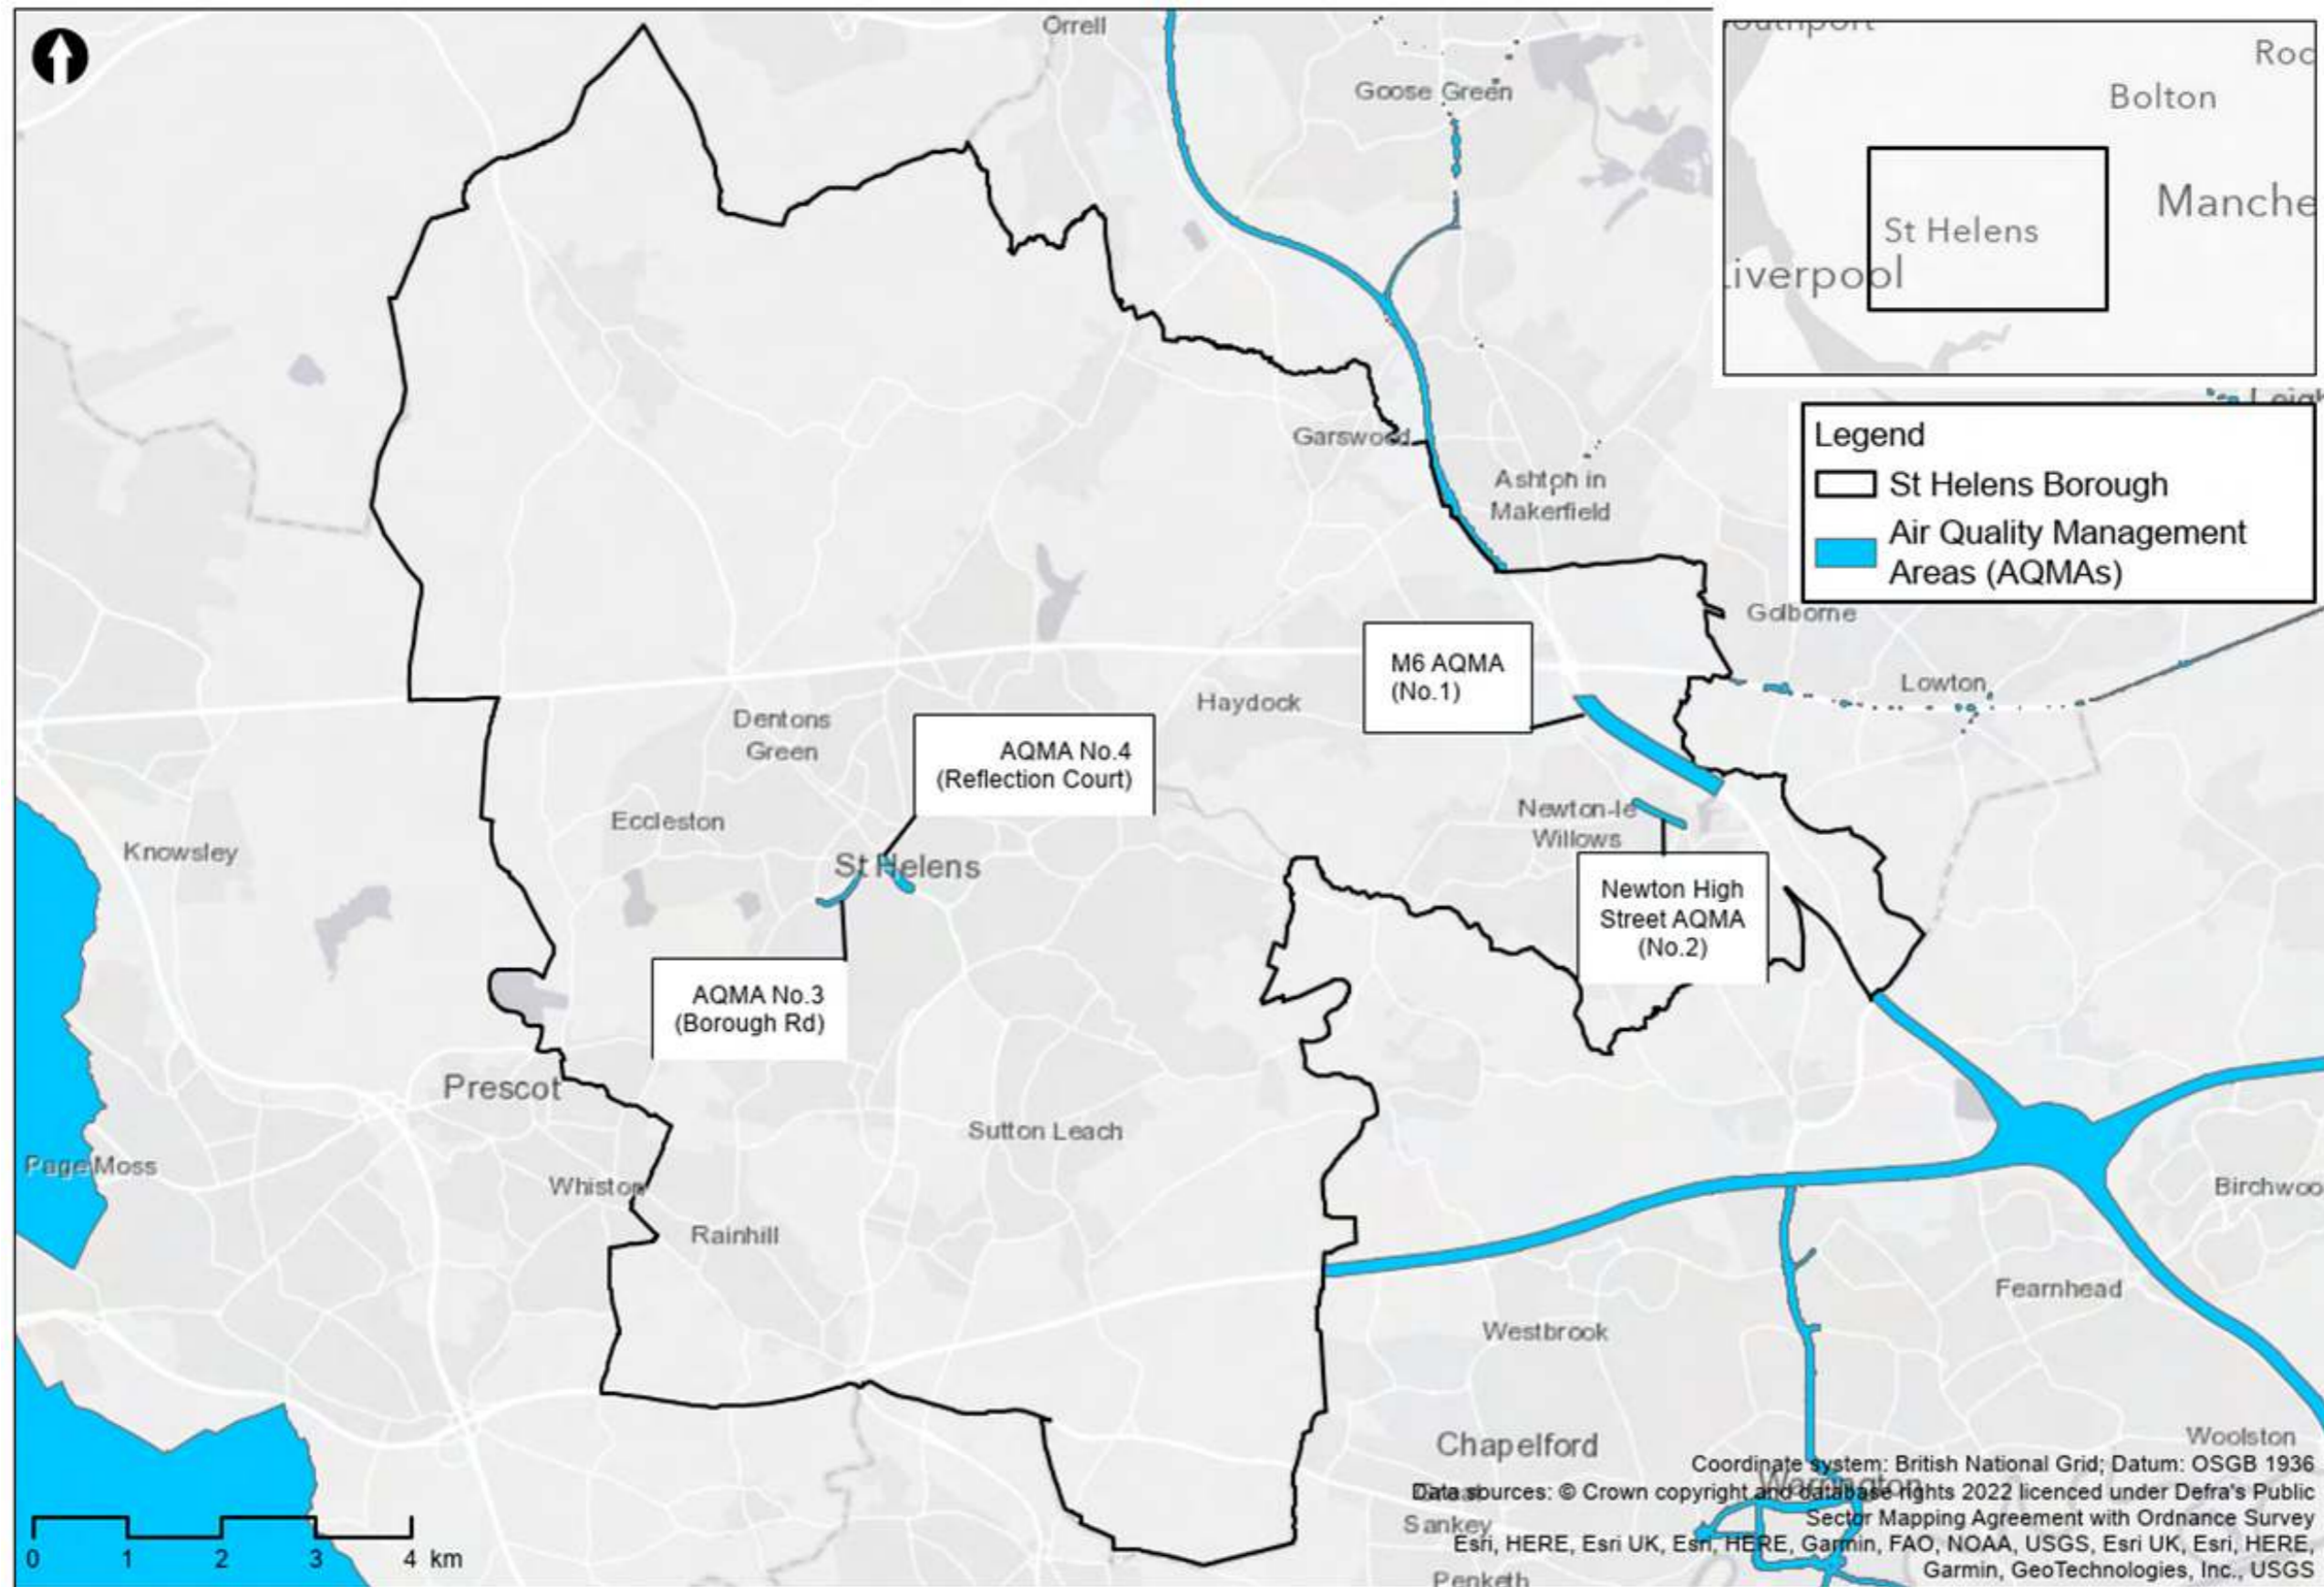 Orrell
Goose Green
Garswood
Ashton in
Makerfield
Golborne
Lowton
M6 AQMA
(No.1)
Haydock
Dentons
Green
AQMA No.4
(Reflection Court)
Eccleston
St Helens
Newton-le
Willows
Knowsley
Newton High
Street AQMA
(No.2)
AQMA No.3
(Borough Rd)
Prescot
Sutton Leach
Page Moss
Whiston
Rainhill
Birchwoo
Fearnhead
Westbrook
Chapelford
Woolston
Warrington
Great
Sankey
Penketh
0 1 2 3 4 km
outhport
Roc
Bolton
Manche
St Helens
iverpool
Leigh
Legend
St Helens Borough
Air Quality Management
Areas (AQMAs)
Coordinate system: British National Grid; Datum: OSGB 1936
Data sources: © Crown copyright and database rights 2022 licenced under Defra's Public
Sector Mapping Agreement with Ordnance Survey
Esri, HERE, Esri UK, Esri, HERE, Garmin, FAO, NOAA, USGS, Esri UK, Esri, HERE,
Garmin, GeoTechnologies, Inc., USGS